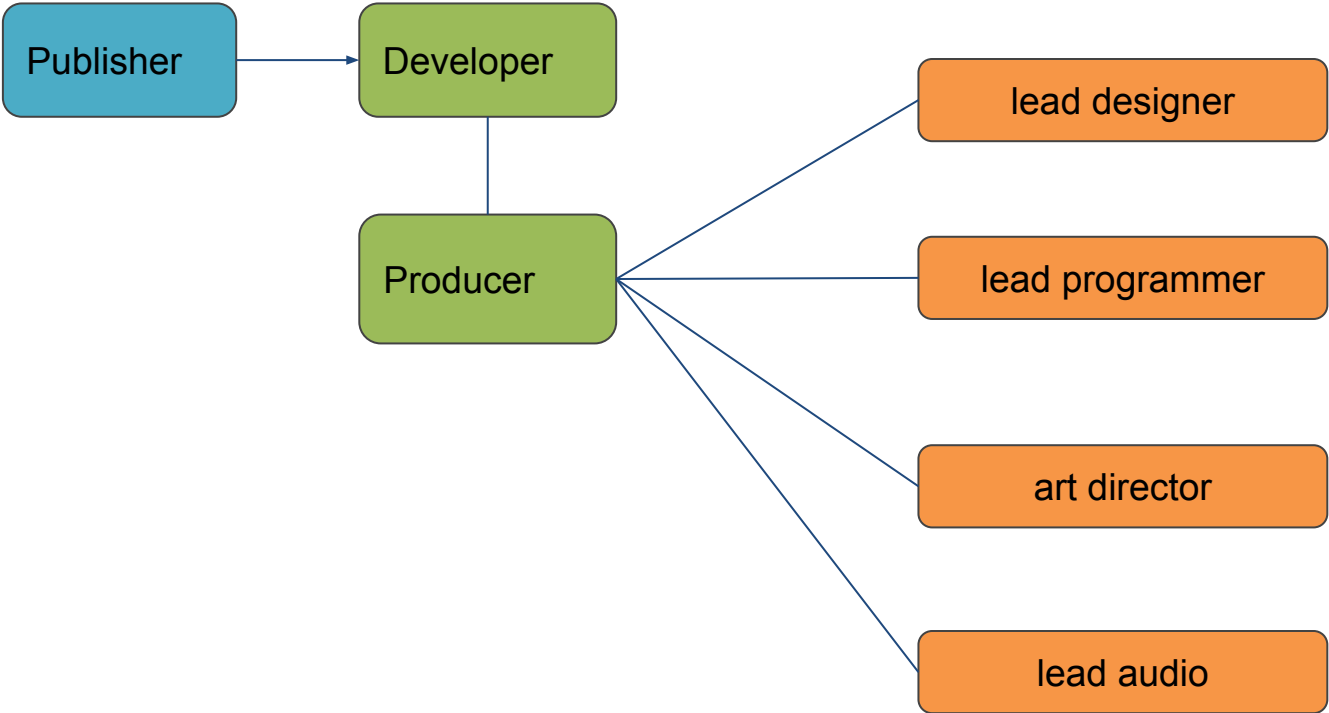 Publisher
Developer
Producer
lead designer
lead programmer
art director
lead audio